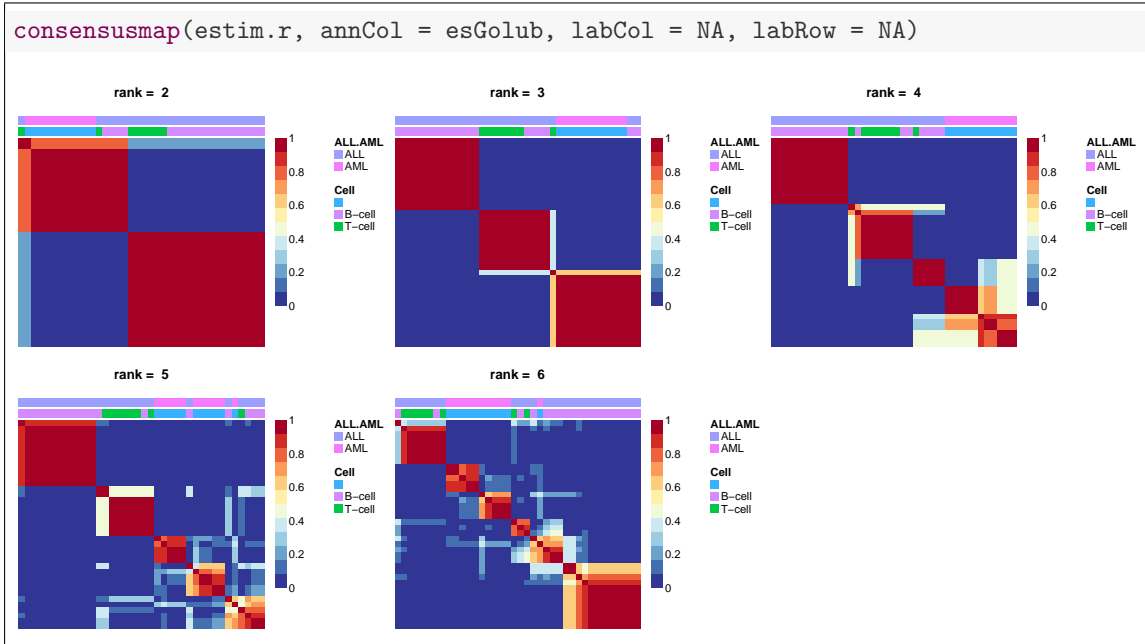 consensusmap(estim.r, annCol = esGolub, labCol = NA, labRow = NA)
rank = 2
1
0.8
0.6
0.4
0.2
0
ALL.AML
ALL
AML
Cell
B−cell
T−cell
rank = 3
1
0.8
0.6
0.4
0.2
0
ALL.AML
ALL
AML
Cell
B−cell
T−cell
rank = 4
1
0.8
0.6
0.4
0.2
0
ALL.AML
ALL
AML
Cell
B−cell
T−cell
rank = 5
1
0.8
0.6
0.4
0.2
0
ALL.AML
ALL
AML
Cell
B−cell
T−cell
rank = 6
1
0.8
0.6
0.4
0.2
0
ALL.AML
ALL
AML
Cell
B−cell
T−cell